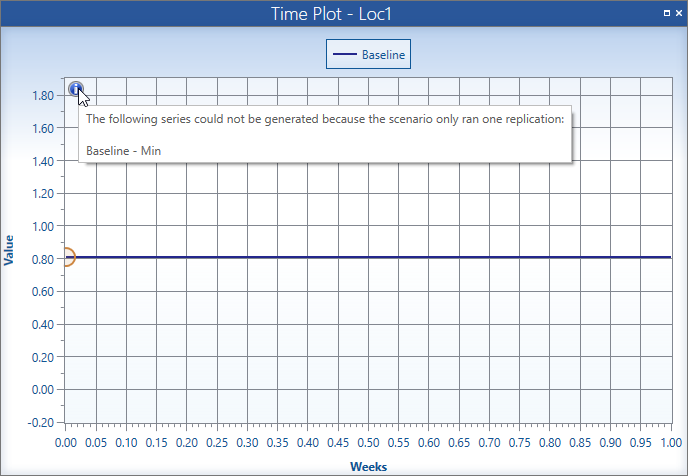 Time Plot - Loc1
Baseline
1.80
The following series could not be generated because the scenario only ran one replication:
1.60
Baseline - Min
1.40
1.20
1.00
Value
0.80
0.60
0.40
0.20
0.00
-0.20
0.00 0.05 0.10 0.15 0.20 0.25 0.30 0.35 0.40 0.45 0.50 0.55 0.60 0.65 0.70 0.75 0.80 0.85 0.90 0.95 1.00
Weeks